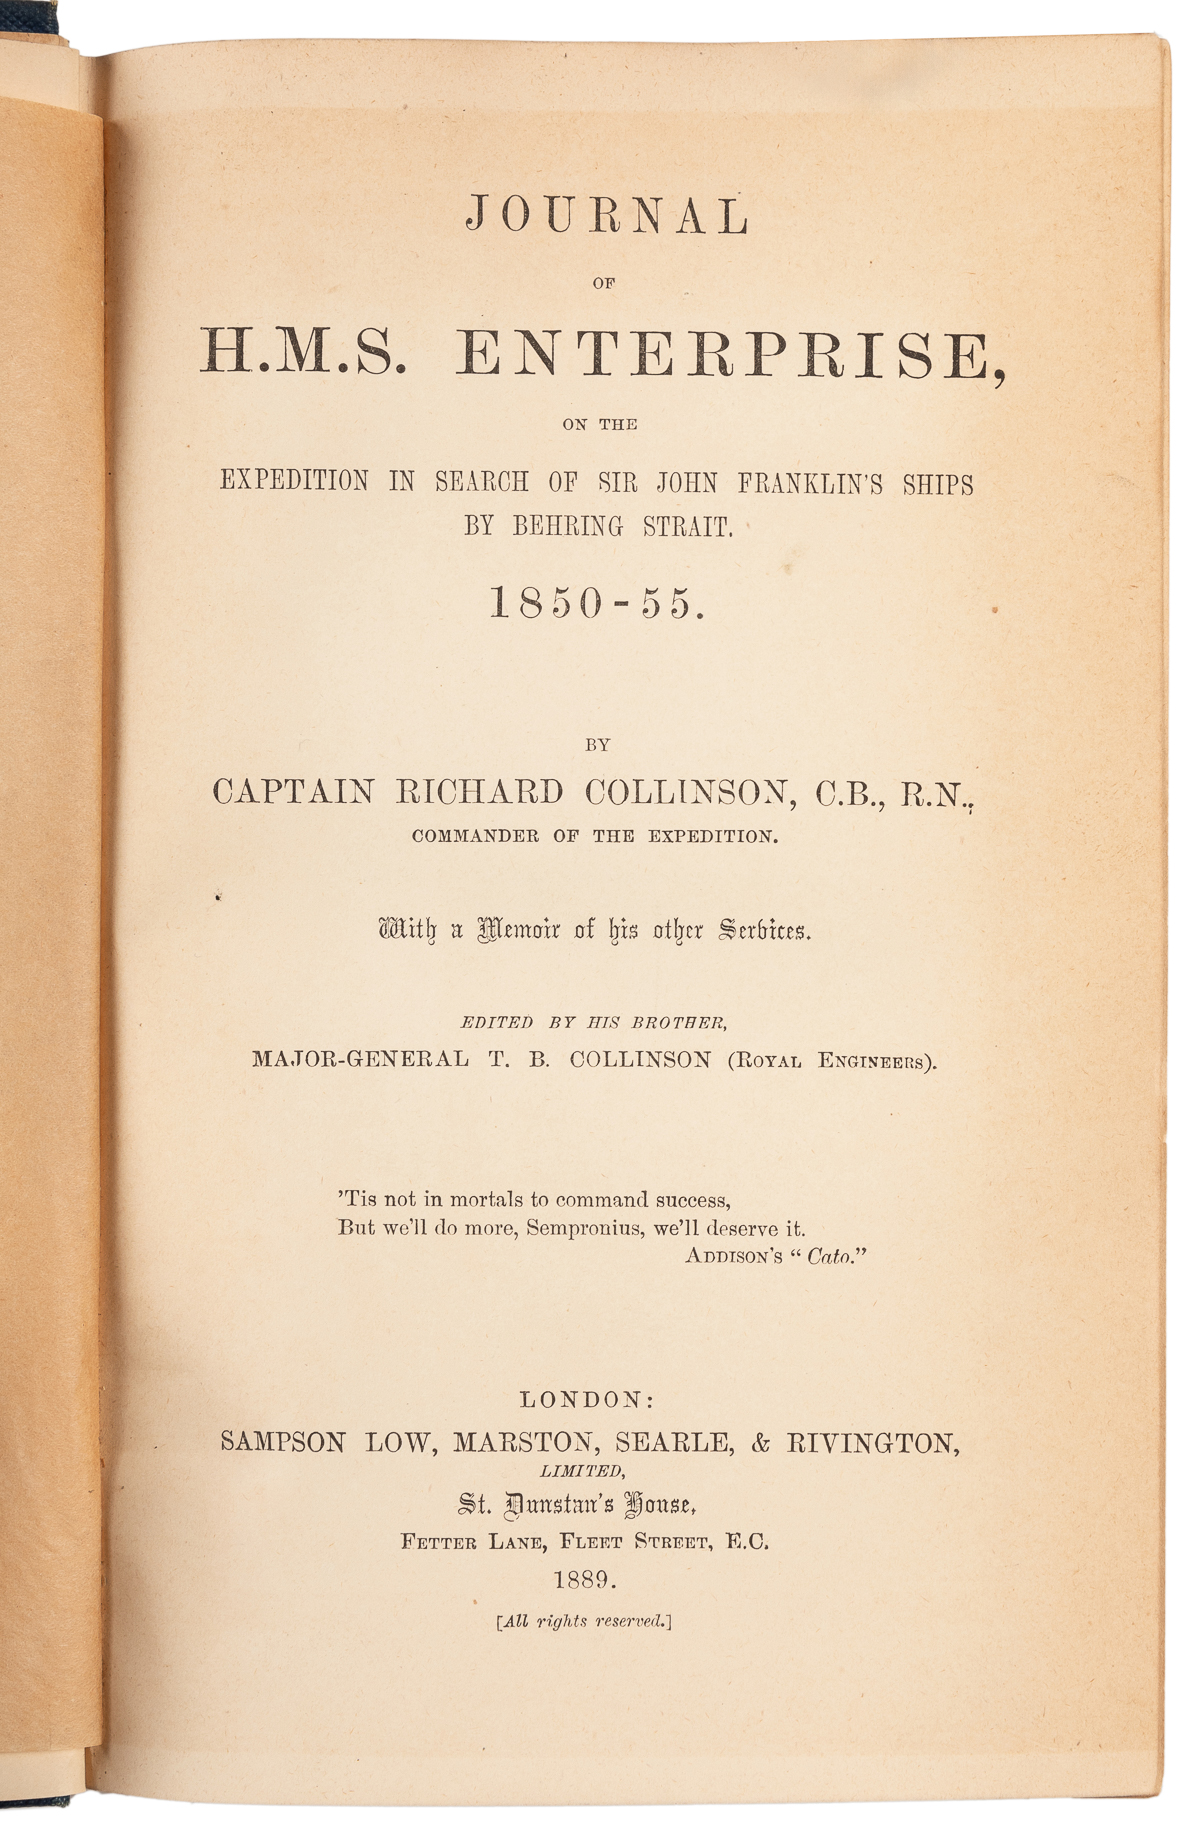 JOURNAL
OF
H.M.S. ENTERPRISE,
ON THE
EXPEDITION IN SEARCH OF SIR JOHN FRANKLIN'S SHIPS
BY BEHRING STRAIT.
1850-55.
BY
CAPTAIN RICHARD COLLINSON, C.B., R.N.,
COMMANDER OF THE EXPEDITION.
With a Memoir of his other Services.
EDITED BY HIS BROTHER,
MAJOR-GENERAL T. B. COLLINSON (ROYAL ENGINEERS).
'Tis not in mortals to command success,
But we'll do more, Sempronius, we'll deserve it.
ADDISON'S "Cato."
LONDON:
SAMPSON LOW, MARSTON, SEARLE, & RIVINGTON,
LIMITED,
St. Dunstan's House,
FETTER LANE, FLEET STREET, E.C.
1889.
[All rights reserved.]